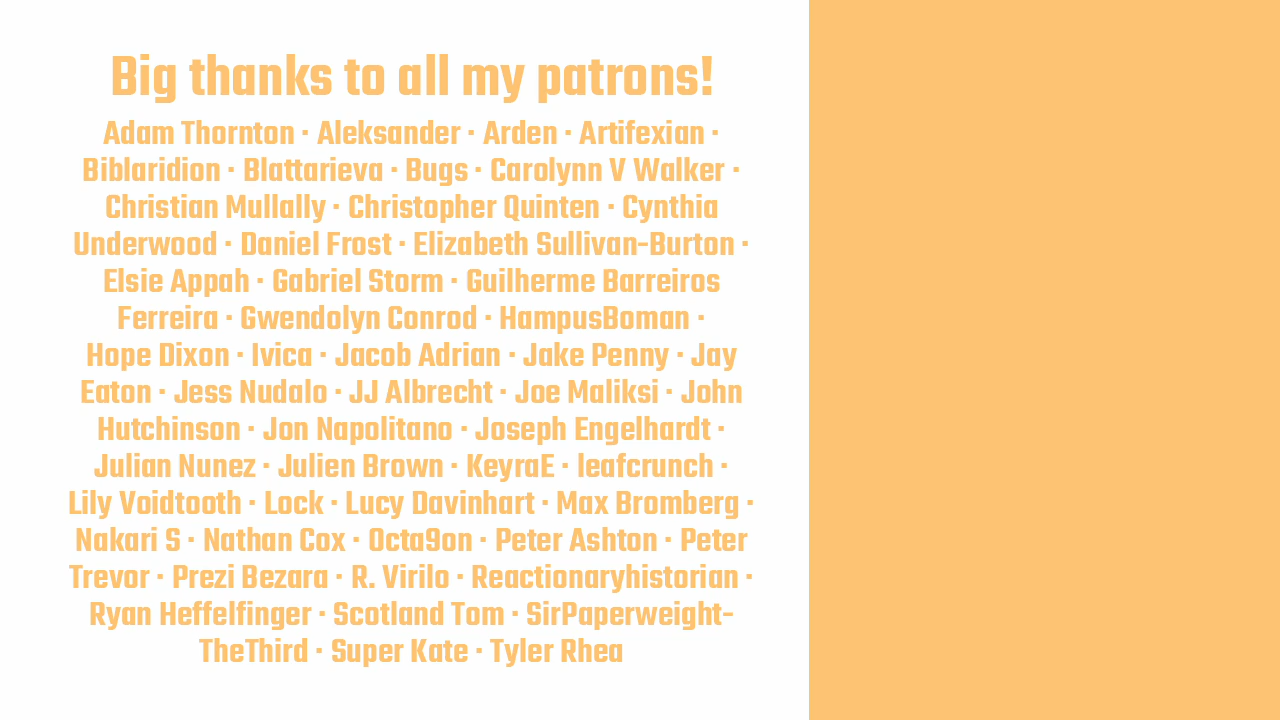 Big thanks to all my patrons!
Adam Thornton · Aleksander · Arden · Artifexian ·
Biblaridion · Blattarieva · Bugs · Carolynn V Walker ·
Christian Mullally · Christopher Quinten · Cynthia
Underwood · Daniel Frost · Elizabeth Sullivan-Burton ·
Elsie Appah · Gabriel Storm · Guilherme Barreiros
Ferreira · Gwendolyn Conrod · HampusBoman ·
Hope Dixon · Ivica · Jacob Adrian · Jake Penny · Jay
Eaton · Jess Nudalo · JJ Albrecht · Joe Maliksi · John
Hutchinson · Jon Napolitano · Joseph Engelhardt ·
Julian Nunez · Julien Brown · KeyraE · leafcrunch ·
Lily Voidtooth · Lock · Lucy Davinhart · Max Bromberg ·
Nakari S · Nathan Cox · Octa9on · Peter Ashton · Peter
Trevor · Prezi Bezara · R. Virilo · Reactionaryhistorian ·
Ryan Heffelfinger · Scotland Tom · SirPaperweight-
TheThird · Super Kate · Tyler Rhea